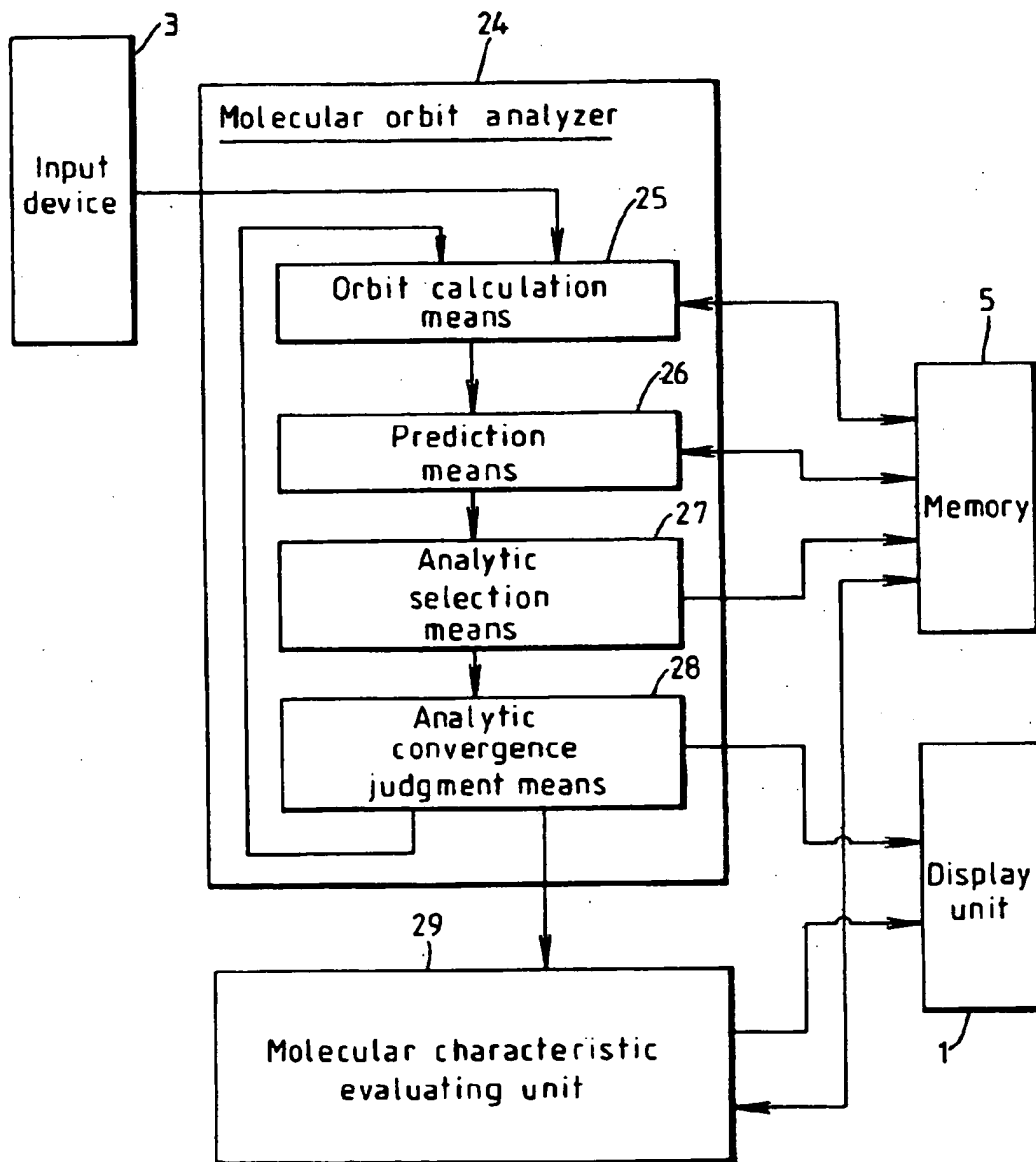 3
24
Molecular orbit analyzer
Input
device
25
Orbit calculation
means
5
26
Prediction
means
Memory
27
Analytic
selection
means
28
Analytic
convergence
judgment means
Display
unit
29
1
Molecular characteristic
evaluating unit